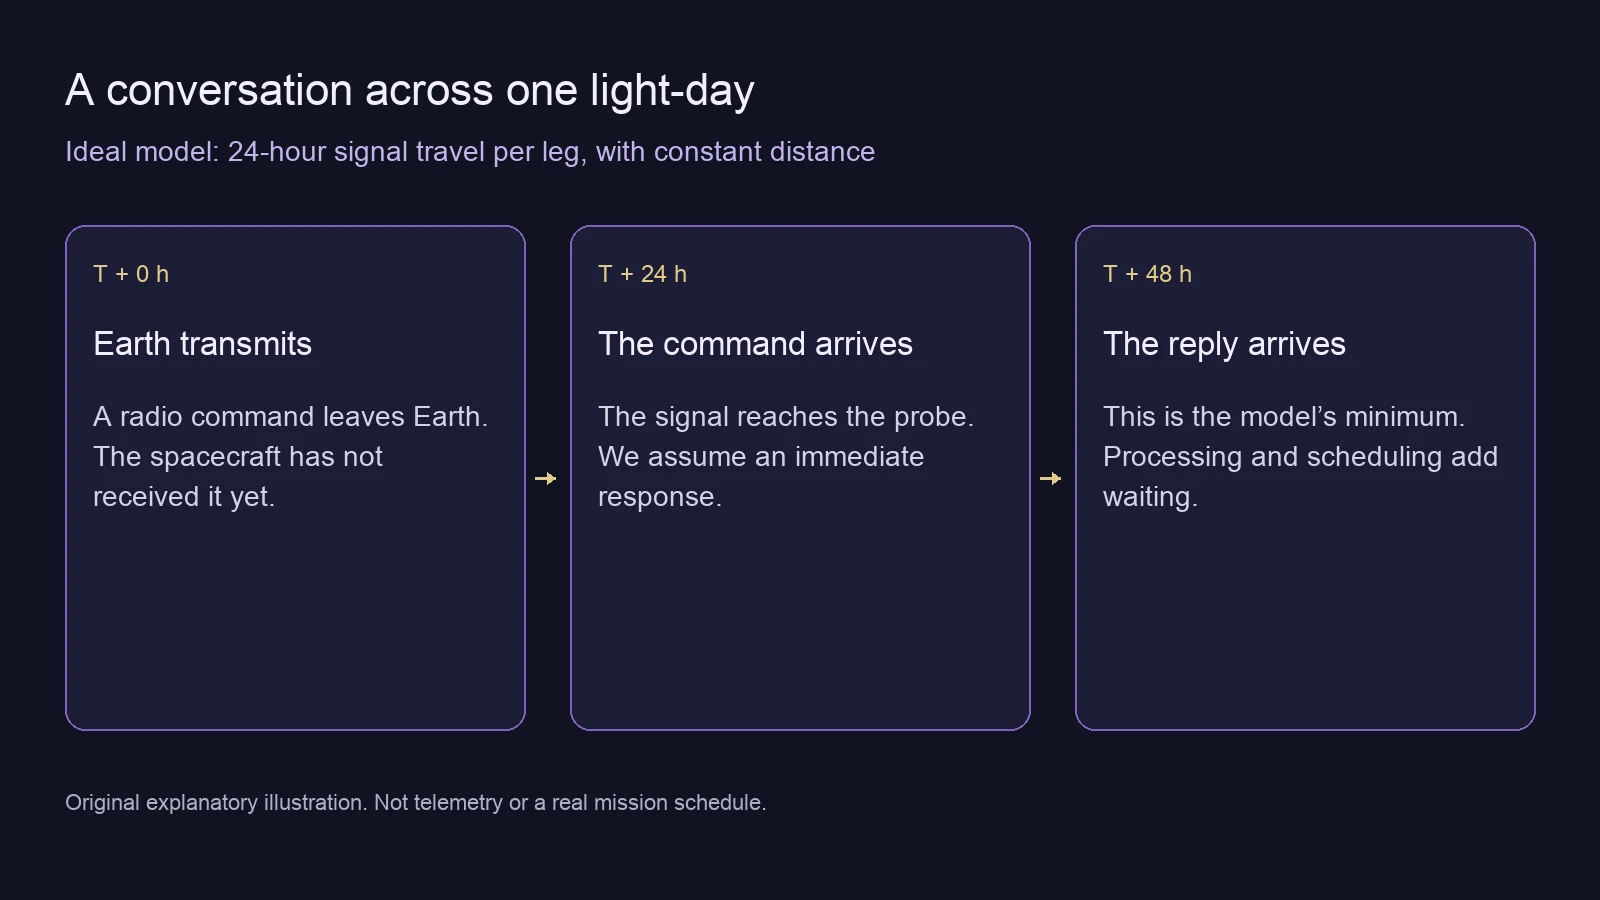 A conversation across one light-day
Ideal model: 24-hour signal travel per leg, with constant distance
T + 0 h
Earth transmits
A radio command leaves Earth.
The spacecraft has not
received it yet.
T + 24 h
The command arrives
The signal reaches the probe.
We assume an immediate
response.
T + 48 h
The reply arrives
This is the model’s minimum.
Processing and scheduling add
waiting.
Original explanatory illustration. Not telemetry or a real mission schedule.